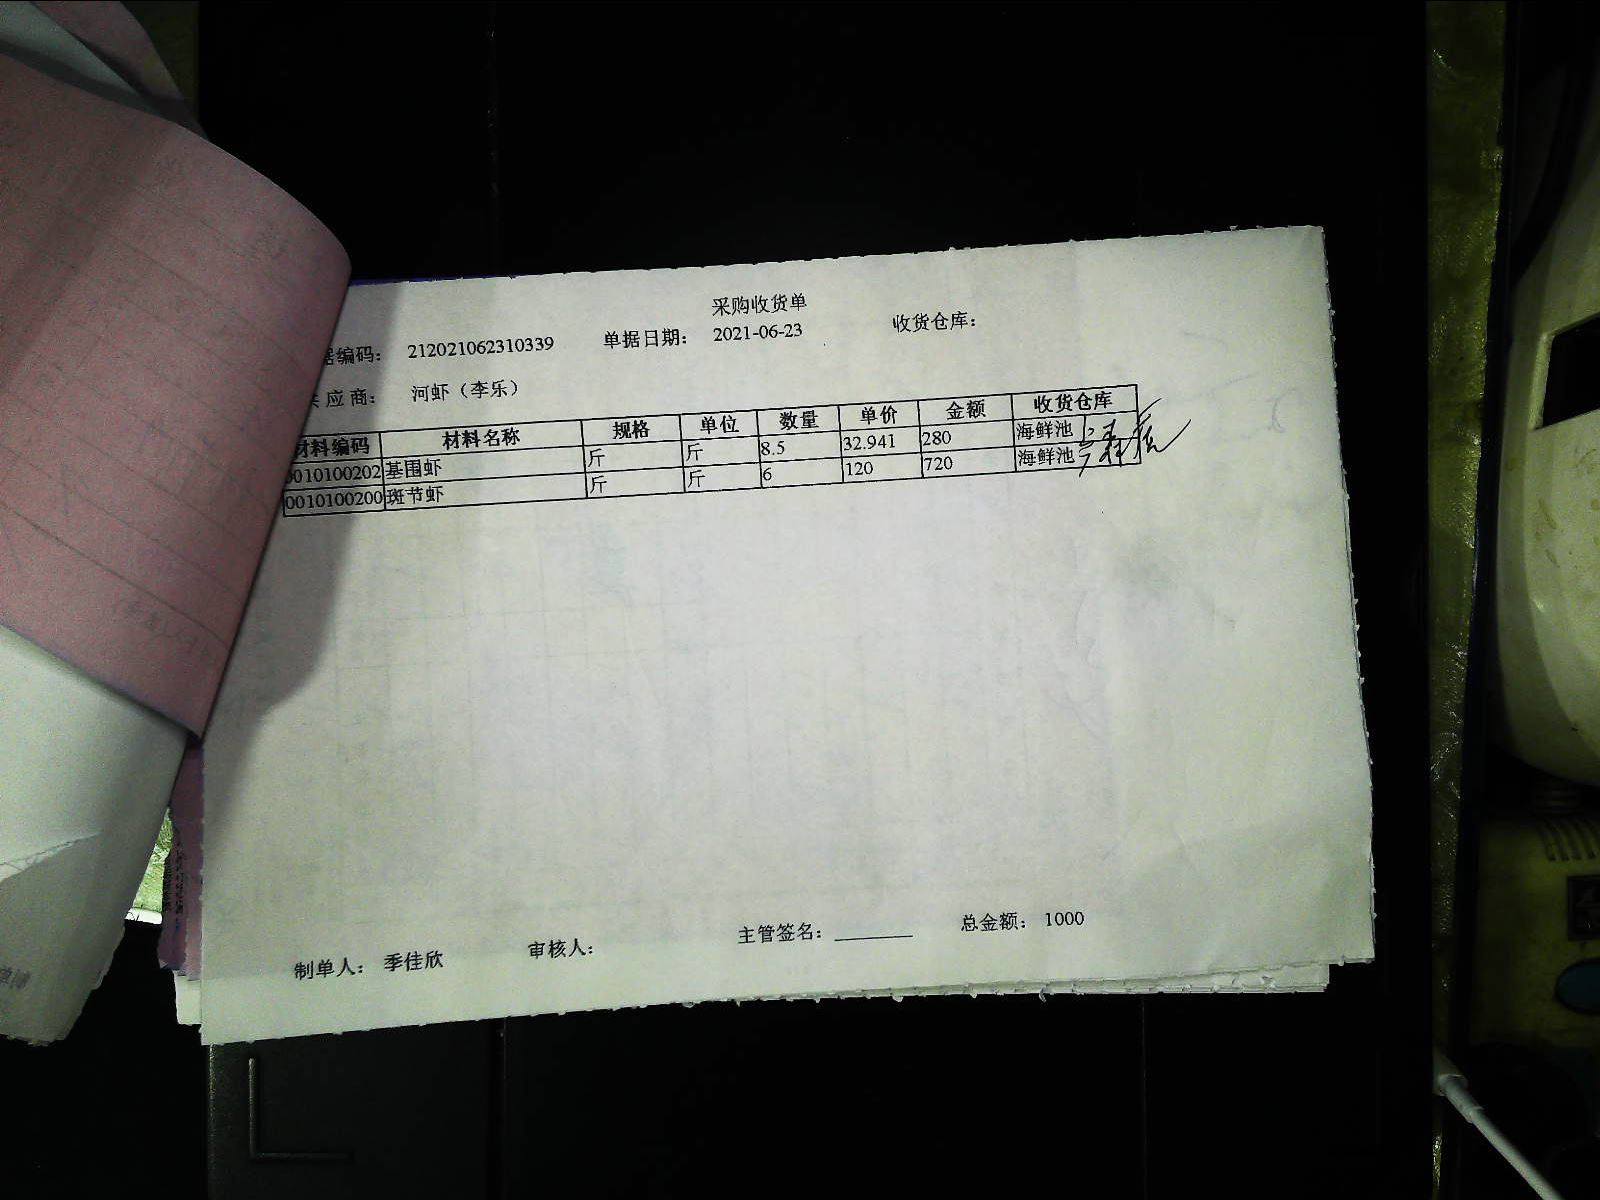 采购收货单
据编码： 212021062310339 单据日期： 2021-06-23 收货仓库：
供应商： 河虾（李乐）
材料编码 材料名称 规格 单位 数量 单价 金额 收货仓库
0010100202 基围虾 斤 斤 8.5 32.941 280 海鲜池
0010100200 斑节虾 斤 斤 6 120 720 海鲜池
制单人： 季佳欣 审核人： 主管签名： ________ 总金额： 1000